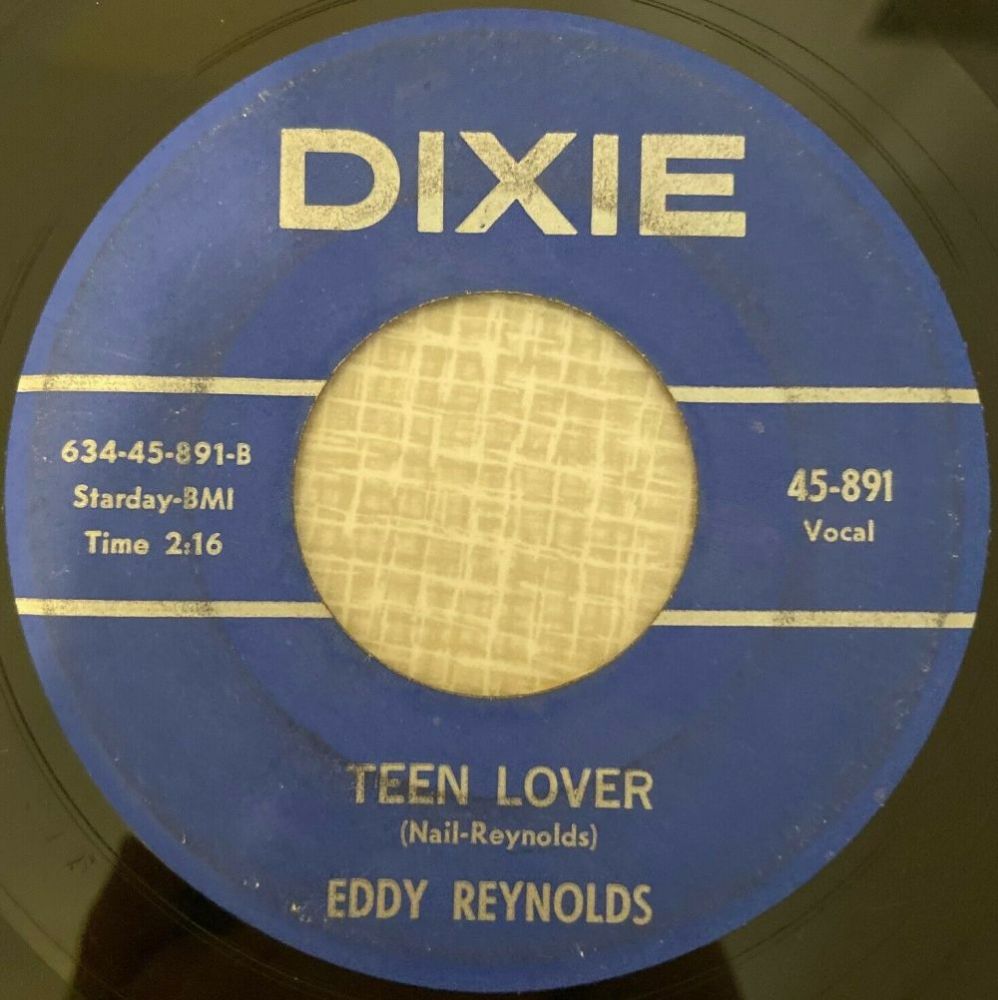 DIXIE
634-45-891-B
Starday-BMI
Time 2:16
45-891
Vocal
TEEN LOVER
(Nail-Reynolds)
EDDY REYNOLDS